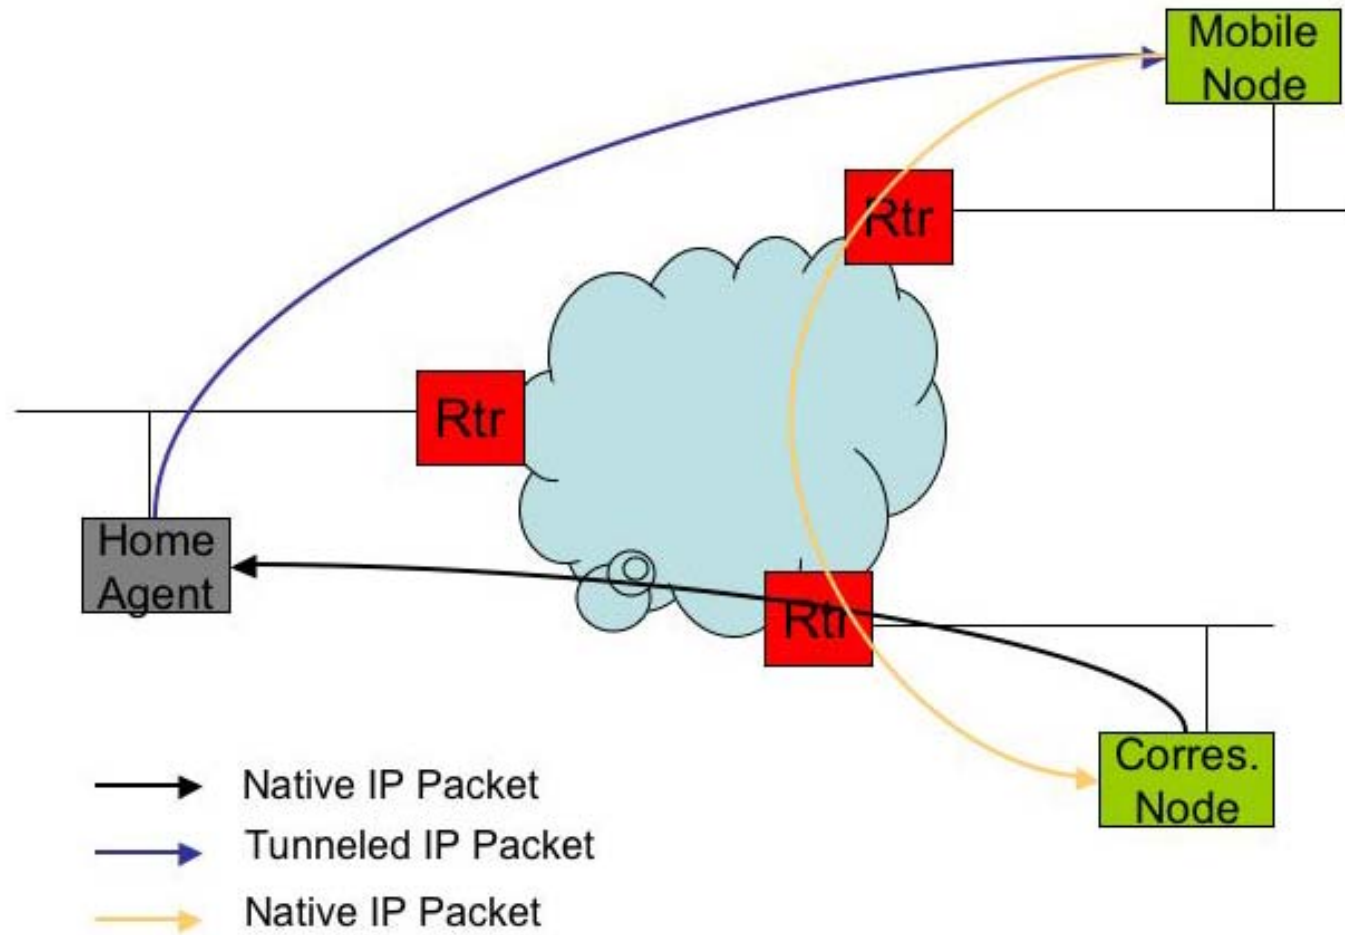 Mobile
Node
Rtr
Rtr
Home
Agent
Rtr
Corres.
Node
Native IP Packet
Tunneled IP Packet
Native IP Packet